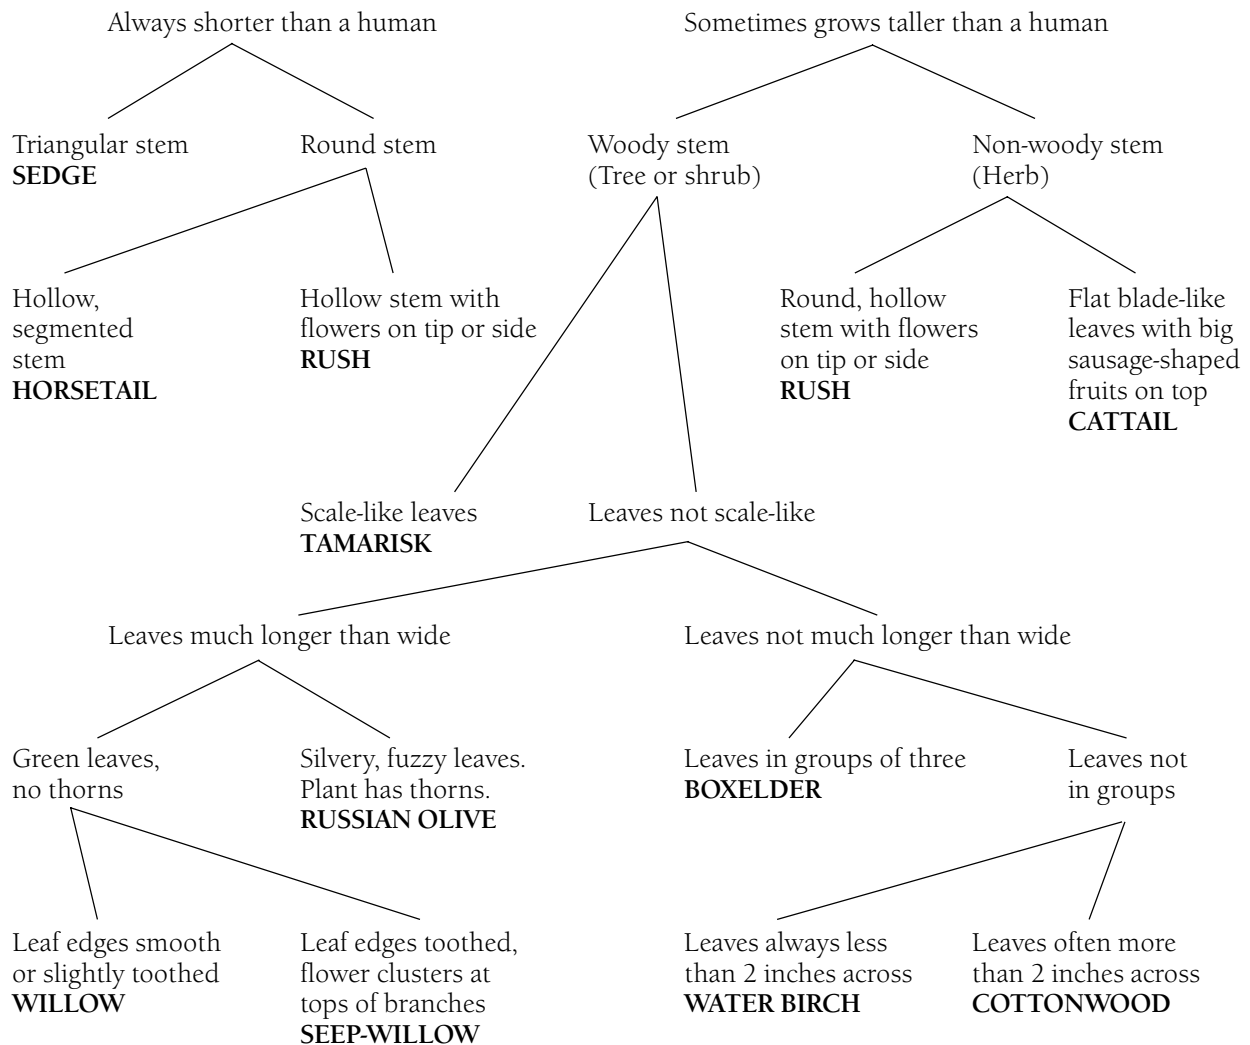 Always shorter than a human
Sometimes grows taller than a human
Triangular stem
SEDGE
Round stem
Woody stem
(Tree or shrub)
Non-woody stem
(Herb)
Hollow,
segmented
stem
HORSETAIL
Hollow stem with
flowers on tip or side
RUSH
Round, hollow
stem with flowers
on tip or side
RUSH
Flat blade-like
leaves with big
sausage-shaped
fruits on top
CATTAIL
Scale-like leaves
TAMARISK
Leaves not scale-like
Leaves much longer than wide
Leaves not much longer than wide
Green leaves,
no thorns
Silvery, fuzzy leaves.
Plant has thorns.
RUSSIAN OLIVE
Leaves in groups of three
BOXELDER
Leaves not
in groups
Leaf edges smooth
or slightly toothed
WILLOW
Leaf edges toothed,
flower clusters at
tops of branches
SEEP-WILLOW
Leaves always less
than 2 inches across
WATER BIRCH
Leaves often more
than 2 inches across
COTTONWOOD